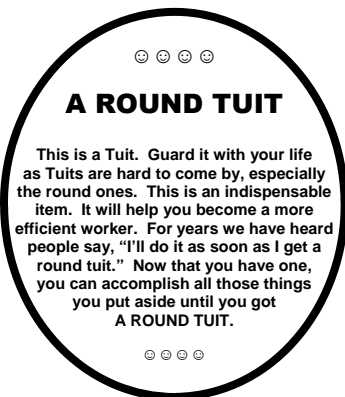 ☺☺☺☺
A ROUND TUIT
This is a Tuit.  Guard it with your life
as Tuits are hard to come by, especially
the round ones.  This is an indispensable
item.  It will help you become a more
efficient worker.  For years we have heard
people say, “I’ll do it as soon as I get a
round tuit.”  Now that you have one,
you can accomplish all those things
you put aside until you got
A ROUND TUIT.
☺☺☺☺